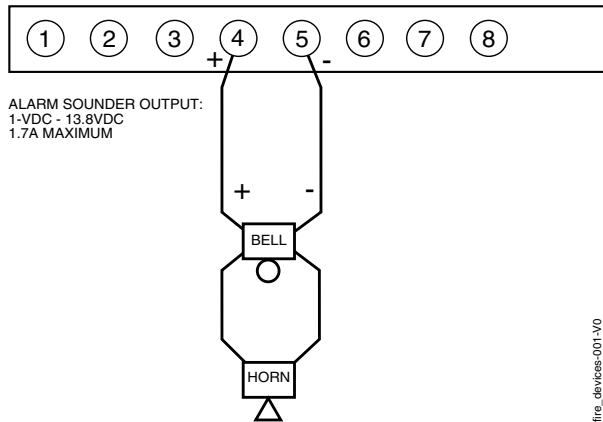 1 2 3 4 5 6 7 8
+ -
ALARM SOUNDER OUTPUT:
1-VDC - 13.8VDC
1.7A MAXIMUM
+ -
BELL
HORN
fire_devices-001-V0